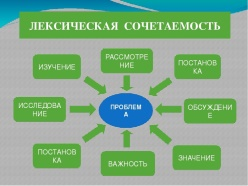 ЛЕКСИЧЕСКАЯ СОЧЕТАЕМОСТЬ
РАССМОТРЕ
НИЕ
ИЗУЧЕНИЕ
ПОСТАНОВ
КА
ИССЛЕДОВА
НИЕ
ПРОБЛЕМ
А
ОБСУЖДЕНИ
Е
ПОСТАНОВ
КА
ВАЖНОСТЬ
ЗНАЧЕНИЕ